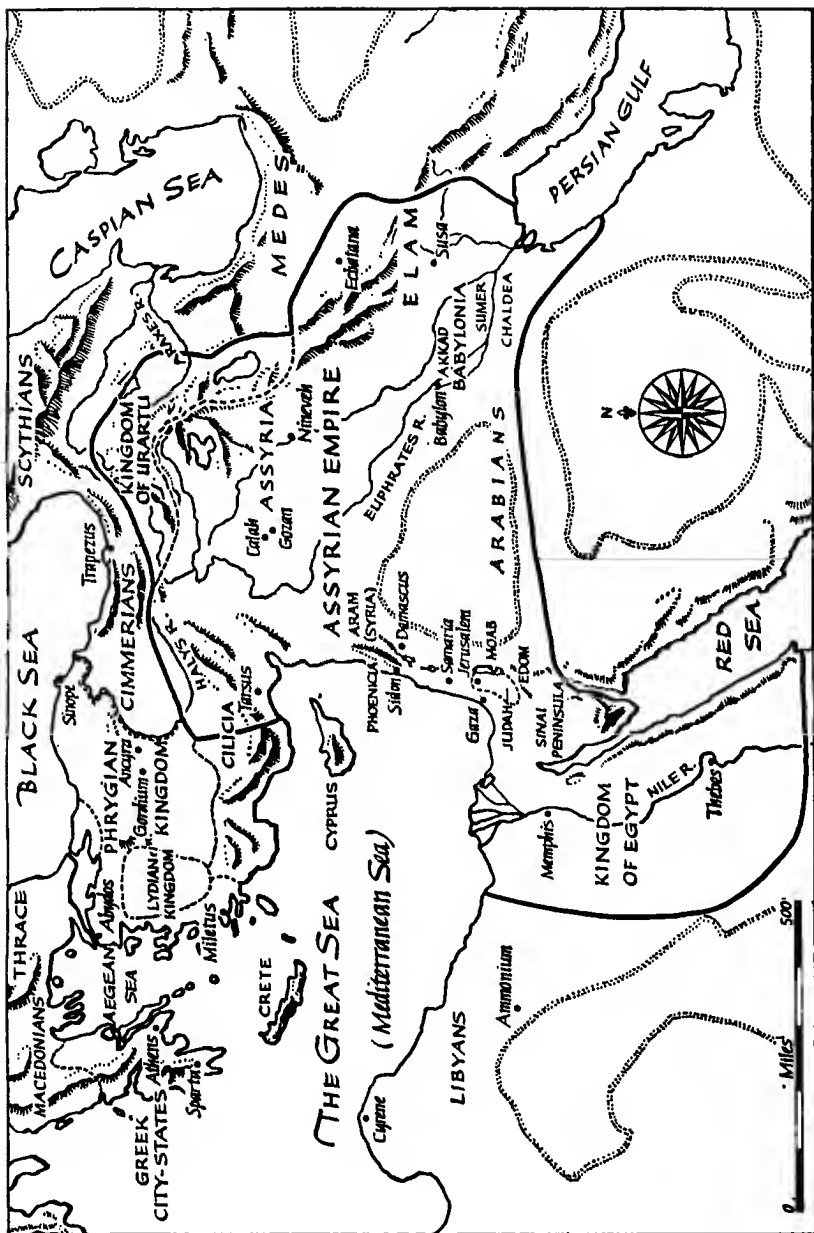 SCYTHIANS
CASPIAN SEA
BLACK SEA
THRACE
MACEDONIANS
Sinope
Trapezus
CIMMERIANS
ARAXES R.
KINGDOM
OF URARTU
MEDES
PHRYGIAN
KINGDOM
Ancyra
Gordium
HALYS R.
Abydos
LYDIAN
KINGDOM
AEGEAN
SEA
Miletus
GREEK
CITY-STATES
Athens
Sparta
CILICIA
Tarsus
Calah
Gozan
ASSYRIA
Nineveh
Ecbatana
ELAM
Susa
CRETE
CYPRUS
THE GREAT SEA
(Mediterranean Sea)
ASSYRIAN EMPIRE
ARAM
(SYRIA)
PHOENICIA
Damascus
Sidon
EUPHRATES R.
Babylon
AKKAD
BABYLONIA
SUMER
CHALDEA
PERSIAN GULF
Samaria
Jerusalem
Gaza
MOAB
JUDAH
EDOM
SINAI
PENINSULA
ARABIANS
Cyrene
LIBYANS
Ammonium
Memphis
KINGDOM
OF EGYPT
NILE R.
Thebes
RED
SEA
N
0 Miles 500